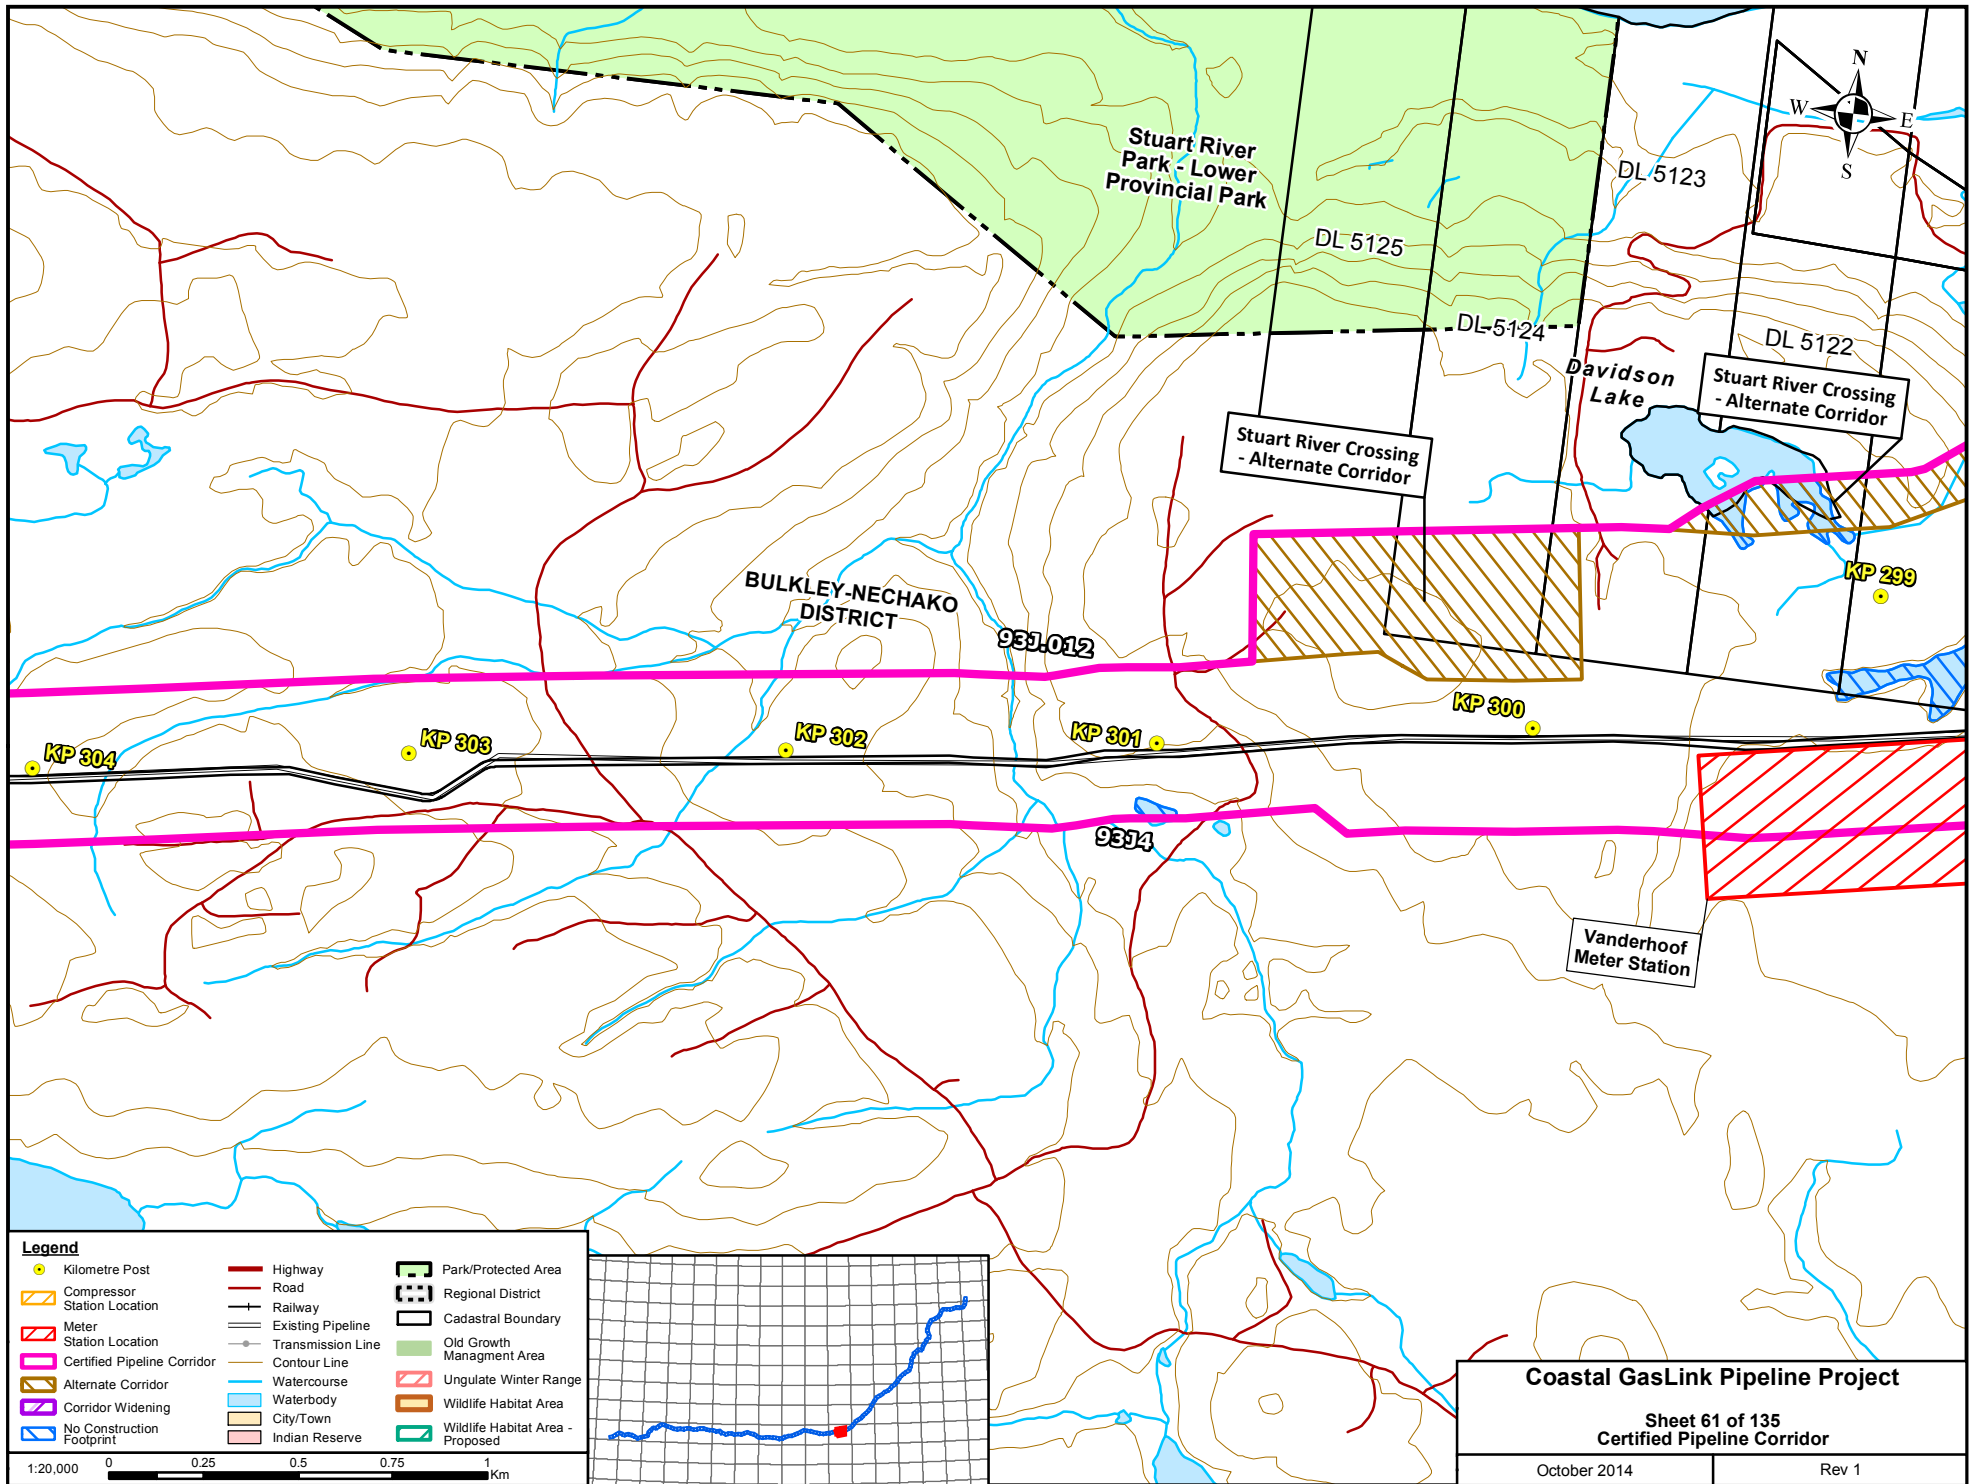 N
W
E
S
Stuart River
Park - Lower
Provincial Park
DL 5123
DL 5125
DL 5124
DL 5122
Davidson
Lake
Stuart River Crossing
- Alternate Corridor
Stuart River Crossing
- Alternate Corridor
KP 299
BULKLEY-NECHAKO
DISTRICT
93J.012
KP 300
KP 301
KP 302
KP 303
KP 304
93J4
Vanderhoof
Meter Station
Legend
Kilometre Post
Compressor
Station Location
Meter
Station Location
Certified Pipeline Corridor
Alternate Corridor
Corridor Widening
No Construction
Footprint
Highway
Road
Railway
Existing Pipeline
Transmission Line
Contour Line
Watercourse
Waterbody
City/Town
Indian Reserve
Park/Protected Area
Regional District
Cadastral Boundary
Old Growth
Managment Area
Ungulate Winter Range
Wildlife Habitat Area
Wildlife Habitat Area -
Proposed
1:20,000
0 0.25 0.5 0.75 1
Km
Coastal GasLink Pipeline Project
Sheet 61 of 135
Certified Pipeline Corridor
October 2014
Rev 1